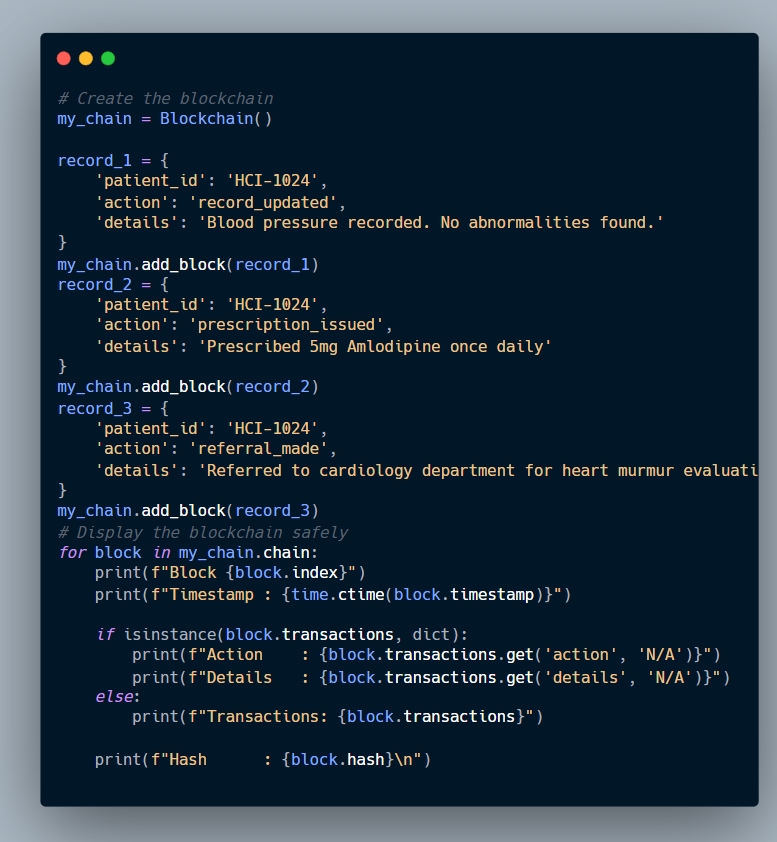 # Create the blockchain
my_chain = Blockchain()

record_1 = {
    'patient_id': 'HCI-1024',
    'action': 'record_updated',
    'details': 'Blood pressure recorded. No abnormalities found.'
}
my_chain.add_block(record_1)
record_2 = {
    'patient_id': 'HCI-1024',
    'action': 'prescription_issued',
    'details': 'Prescribed 5mg Amlodipine once daily'
}
my_chain.add_block(record_2)
record_3 = {
    'patient_id': 'HCI-1024',
    'action': 'referral_made',
    'details': 'Referred to cardiology department for heart murmur evaluati
}
my_chain.add_block(record_3)
# Display the blockchain safely
for block in my_chain.chain:
    print(f"Block {block.index}")
    print(f"Timestamp : {time.ctime(block.timestamp)}")

    if isinstance(block.transactions, dict):
        print(f"Action    : {block.transactions.get('action', 'N/A')}")
        print(f"Details   : {block.transactions.get('details', 'N/A')}")
    else:
        print(f"Transactions: {block.transactions}")

    print(f"Hash      : {block.hash}\n")